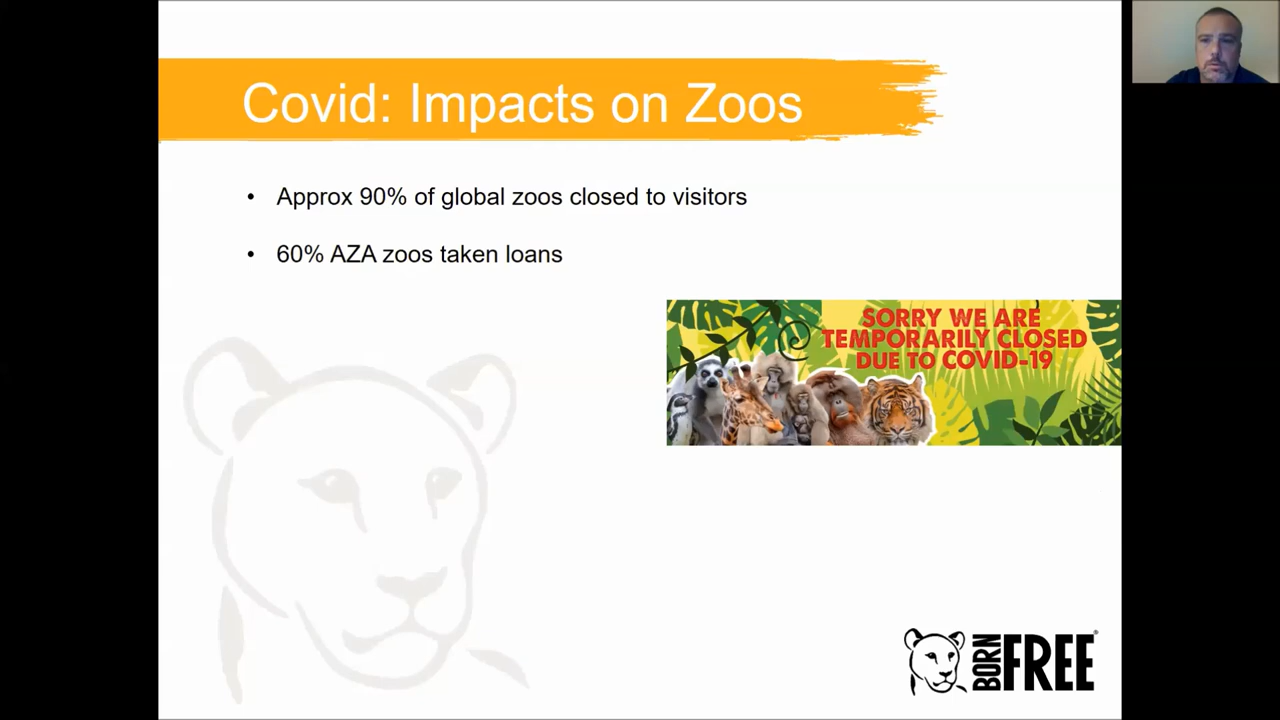 Covid: Impacts on Zoos
• Approx 90% of global zoos closed to visitors
• 60% AZA zoos taken loans
SORRY WE ARE
TEMPORARILY CLOSED
DUE TO COVID-19
BORN FREE®